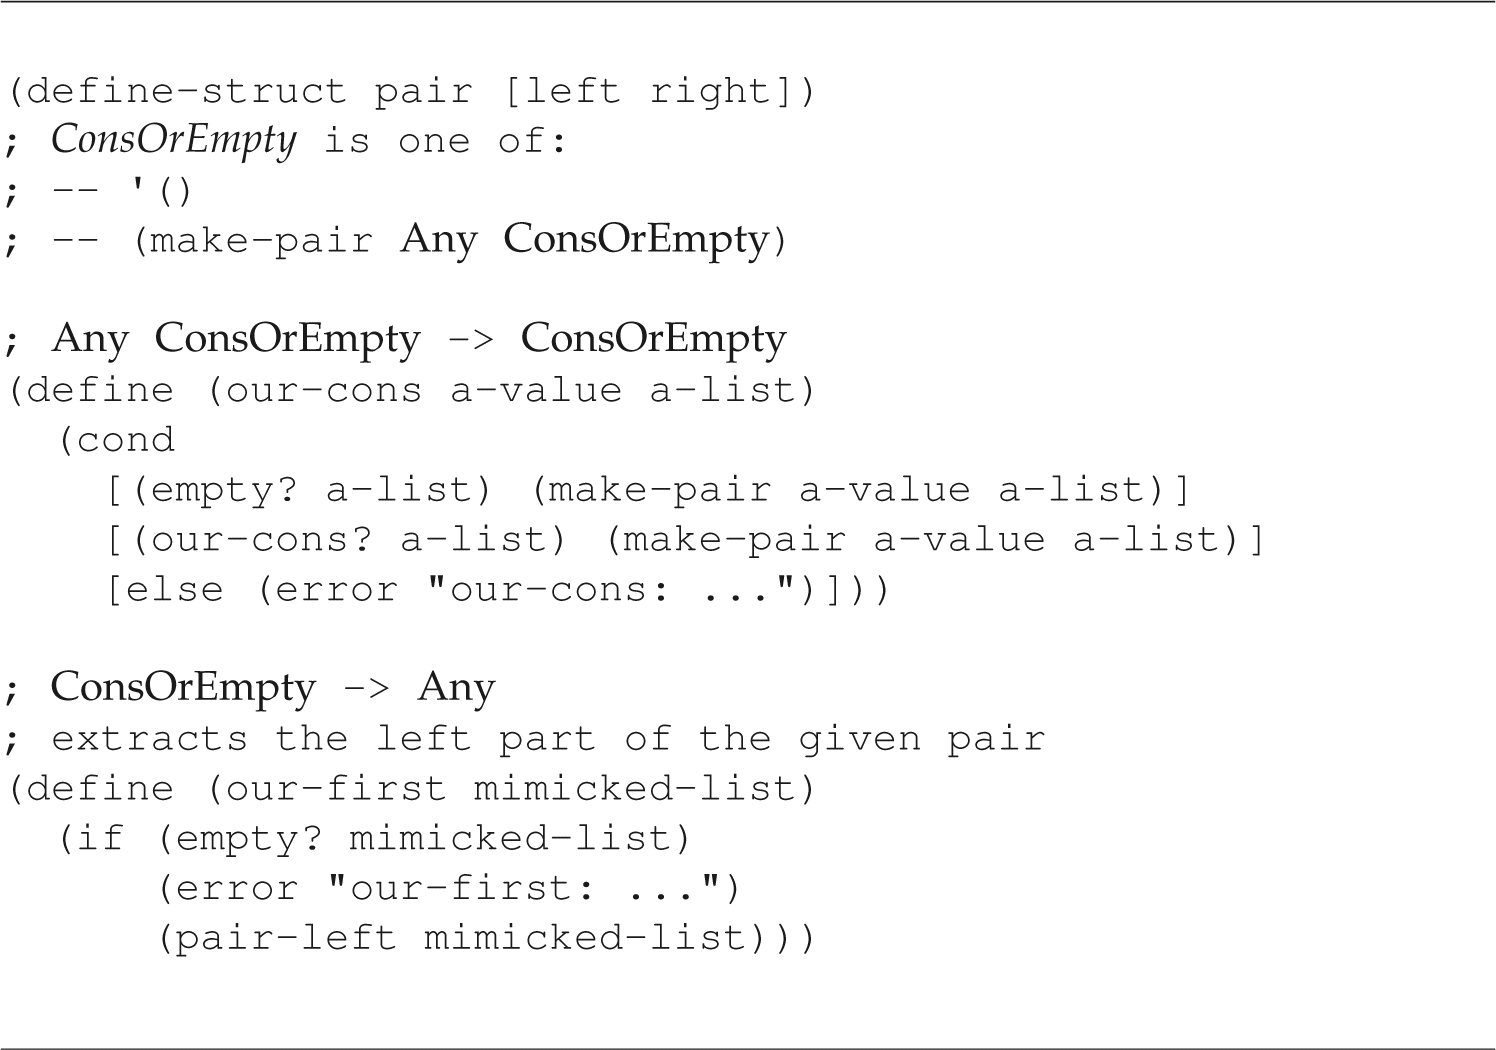 (define-struct pair [left right])
; ConsOrEmpty is one of:
; -- '()
; -- (make-pair Any ConsOrEmpty)
; Any ConsOrEmpty -> ConsOrEmpty
(define (our-cons a-value a-list)
  (cond
    [(empty? a-list) (make-pair a-value a-list)]
    [(our-cons? a-list) (make-pair a-value a-list)]
    [else (error "our-cons: ...")]))
; ConsOrEmpty -> Any
; extracts the left part of the given pair
(define (our-first mimicked-list)
  (if (empty? mimicked-list)
      (error "our-first: ...")
      (pair-left mimicked-list)))